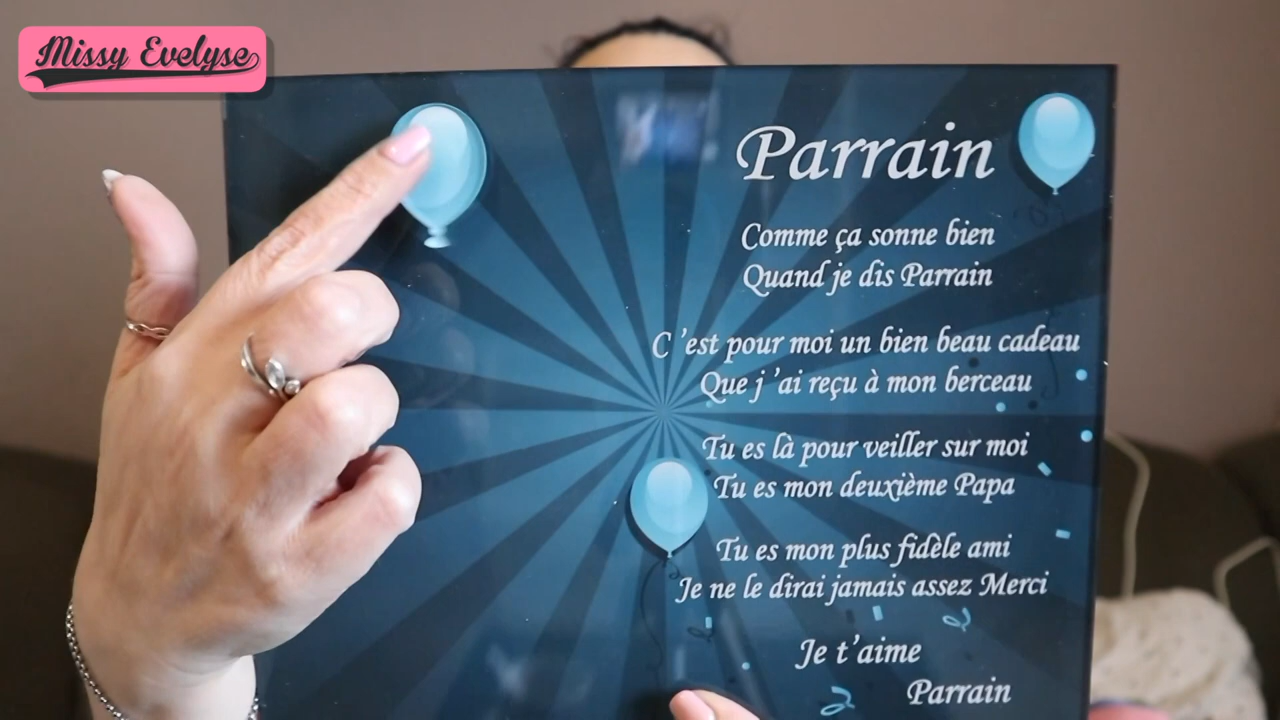 Missy Evelyse
Parrain
Comme ça sonne bien
Quand je dis Parrain
C 'est pour moi un bien beau cadeau
Que j 'ai reçu à mon berceau
Tu es là pour veiller sur moi
Tu es mon deuxième Papa
Tu es mon plus fidèle ami
Je ne le dirai jamais assez Merci
Je t'aime
Parrain